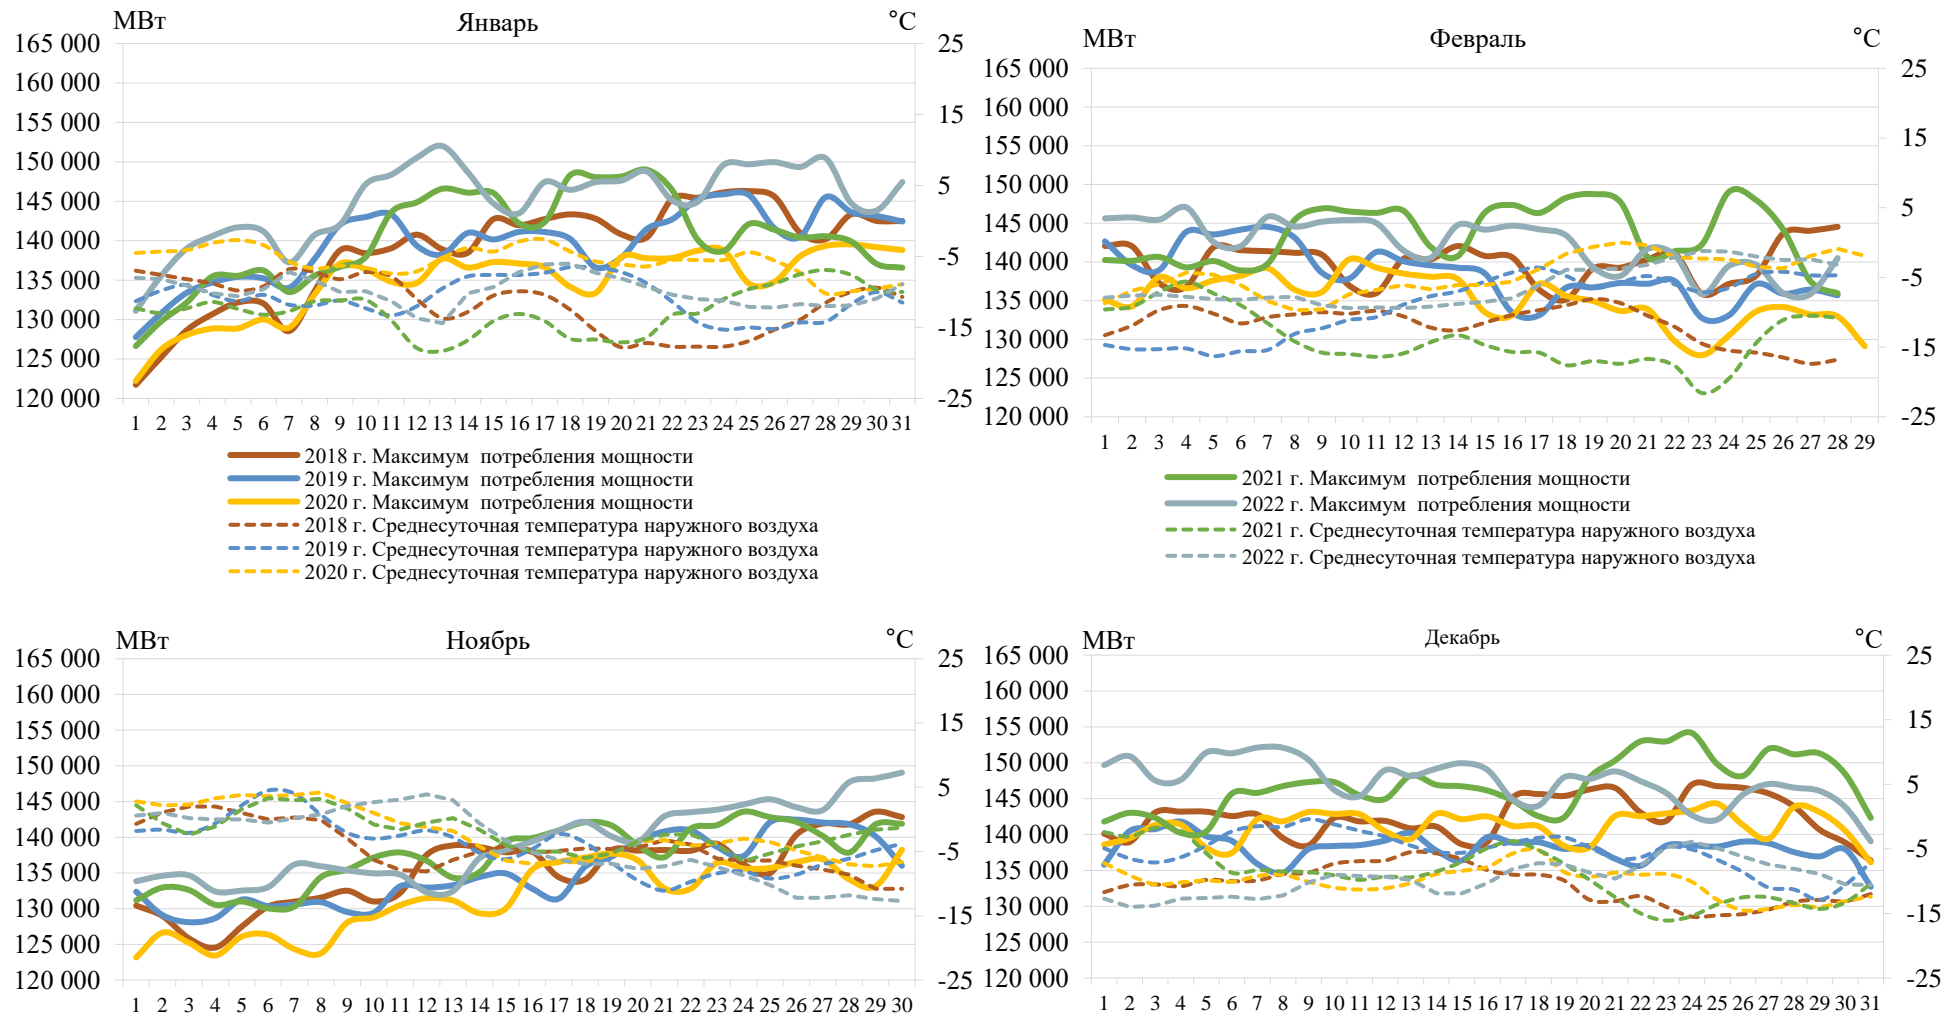 МВт Январь °С
165 000 25
160 000
155 000 15
150 000
145 000 5
140 000
135 000 -5
130 000 -15
125 000
120 000 -25
1 2 3 4 5 6 7 8 9 10 11 12 13 14 15 16 17 18 19 20 21 22 23 24 25 26 27 28 29 30 31
2018 г. Максимум потребления мощности
2019 г. Максимум потребления мощности
2020 г. Максимум потребления мощности
2018 г. Среднесуточная температура наружного воздуха
2019 г. Среднесуточная температура наружного воздуха
2020 г. Среднесуточная температура наружного воздуха
МВт Февраль °С
165 000 25
160 000
155 000 15
150 000
145 000 5
140 000
135 000 -5
130 000
125 000 -15
120 000 -25
1 2 3 4 5 6 7 8 9 10 11 12 13 14 15 16 17 18 19 20 21 22 23 24 25 26 27 28 29
2021 г. Максимум потребления мощности
2022 г. Максимум потребления мощности
2021 г. Среднесуточная температура наружного воздуха
2022 г. Среднесуточная температура наружного воздуха
МВт Ноябрь °С
165 000 25
160 000
155 000 15
150 000
145 000 5
140 000
135 000 -5
130 000 -15
125 000
120 000 -25
1 2 3 4 5 6 7 8 9 10 11 12 13 14 15 16 17 18 19 20 21 22 23 24 25 26 27 28 29 30
МВт Декабрь °С
165 000 25
160 000
155 000 15
150 000
145 000 5
140 000
135 000 -5
130 000 -15
125 000
120 000 -25
1 2 3 4 5 6 7 8 9 10 11 12 13 14 15 16 17 18 19 20 21 22 23 24 25 26 27 28 29 30 31